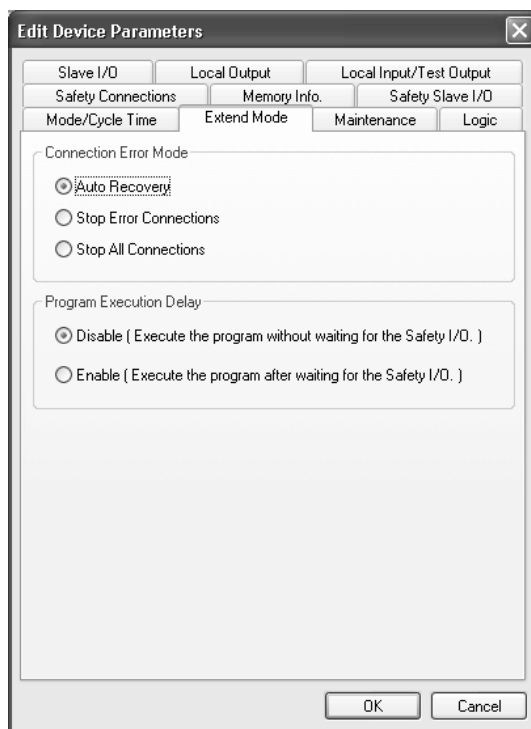 Edit Device Parameters
Slave I/O Local Output Local Input/Test Output
Safety Connections Memory Info. Safety Slave I/O
Mode/Cycle Time Extend Mode Maintenance Logic
Connection Error Mode
Auto Recovery
Stop Error Connections
Stop All Connections
Program Execution Delay
Disable ( Execute the program without waiting for the Safety I/O. )
Enable ( Execute the program after waiting for the Safety I/O. )
OK Cancel